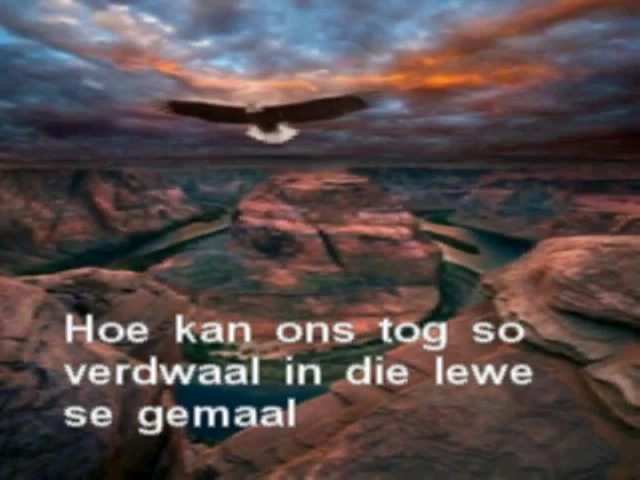 Hoe kan ons tog so
verdwaal in die lewe
se gemaal